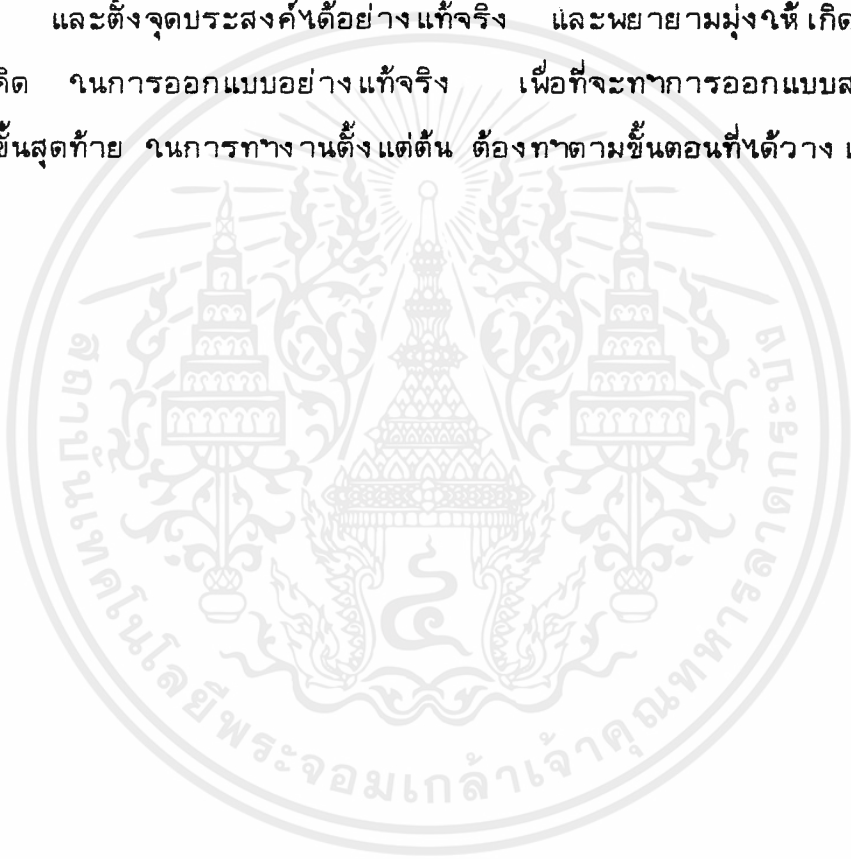 และตั้งจุดประสงค์ได้อย่างแท้จริง และพยายามมุ่งให้เกิด
คิด ในการออกแบบอย่างแท้จริง เพื่อที่จะทำการออกแบบส
ขั้นสุดท้าย ในการทำงานตั้งแต่ต้น ต้องทำตามขั้นตอนที่ได้วาง
สถาบันเทคโนโลยีพระจอมเกล้าเจ้าคุณทหารลาดกระบัง